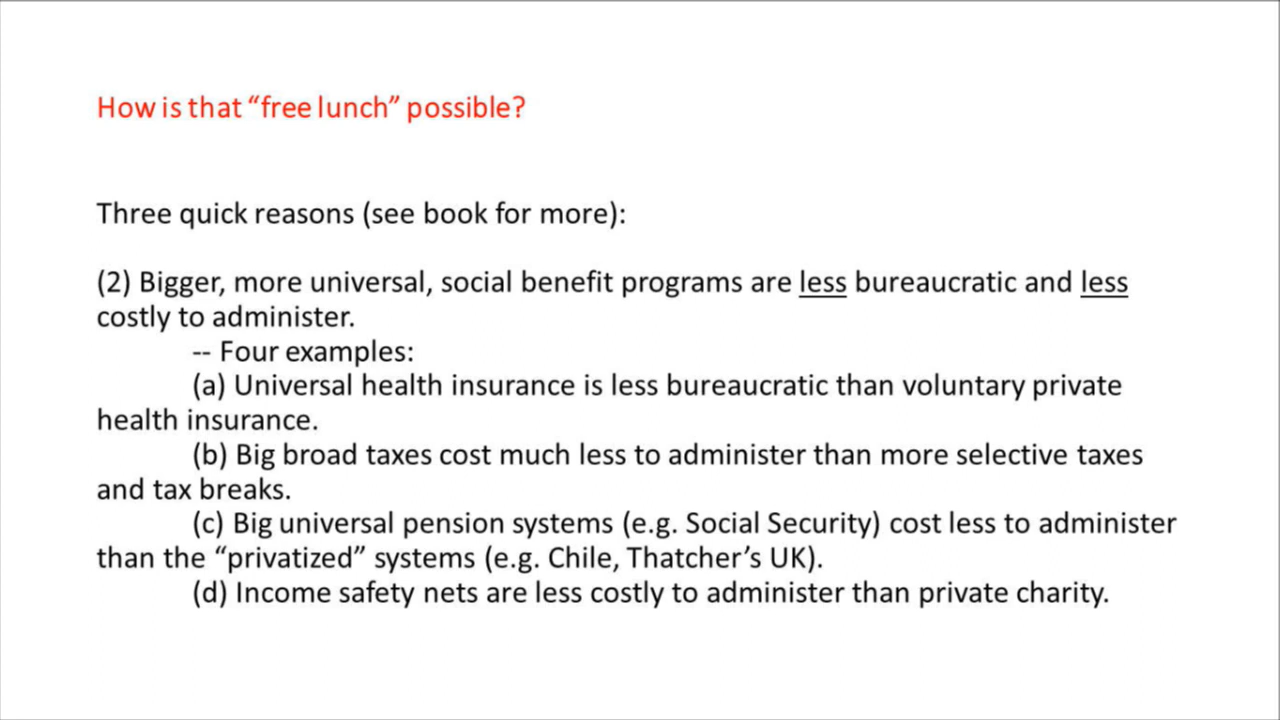 How is that “free lunch” possible?
Three quick reasons (see book for more):
(2) Bigger, more universal, social benefit programs are less bureaucratic and less
costly to administer.
-- Four examples:
(a) Universal health insurance is less bureaucratic than voluntary private
health insurance.
(b) Big broad taxes cost much less to administer than more selective taxes
and tax breaks.
(c) Big universal pension systems (e.g. Social Security) cost less to administer
than the “privatized” systems (e.g. Chile, Thatcher’s UK).
(d) Income safety nets are less costly to administer than private charity.